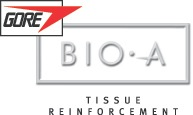 GORE
BIO·A
TISSUE
REINFORCEMENT